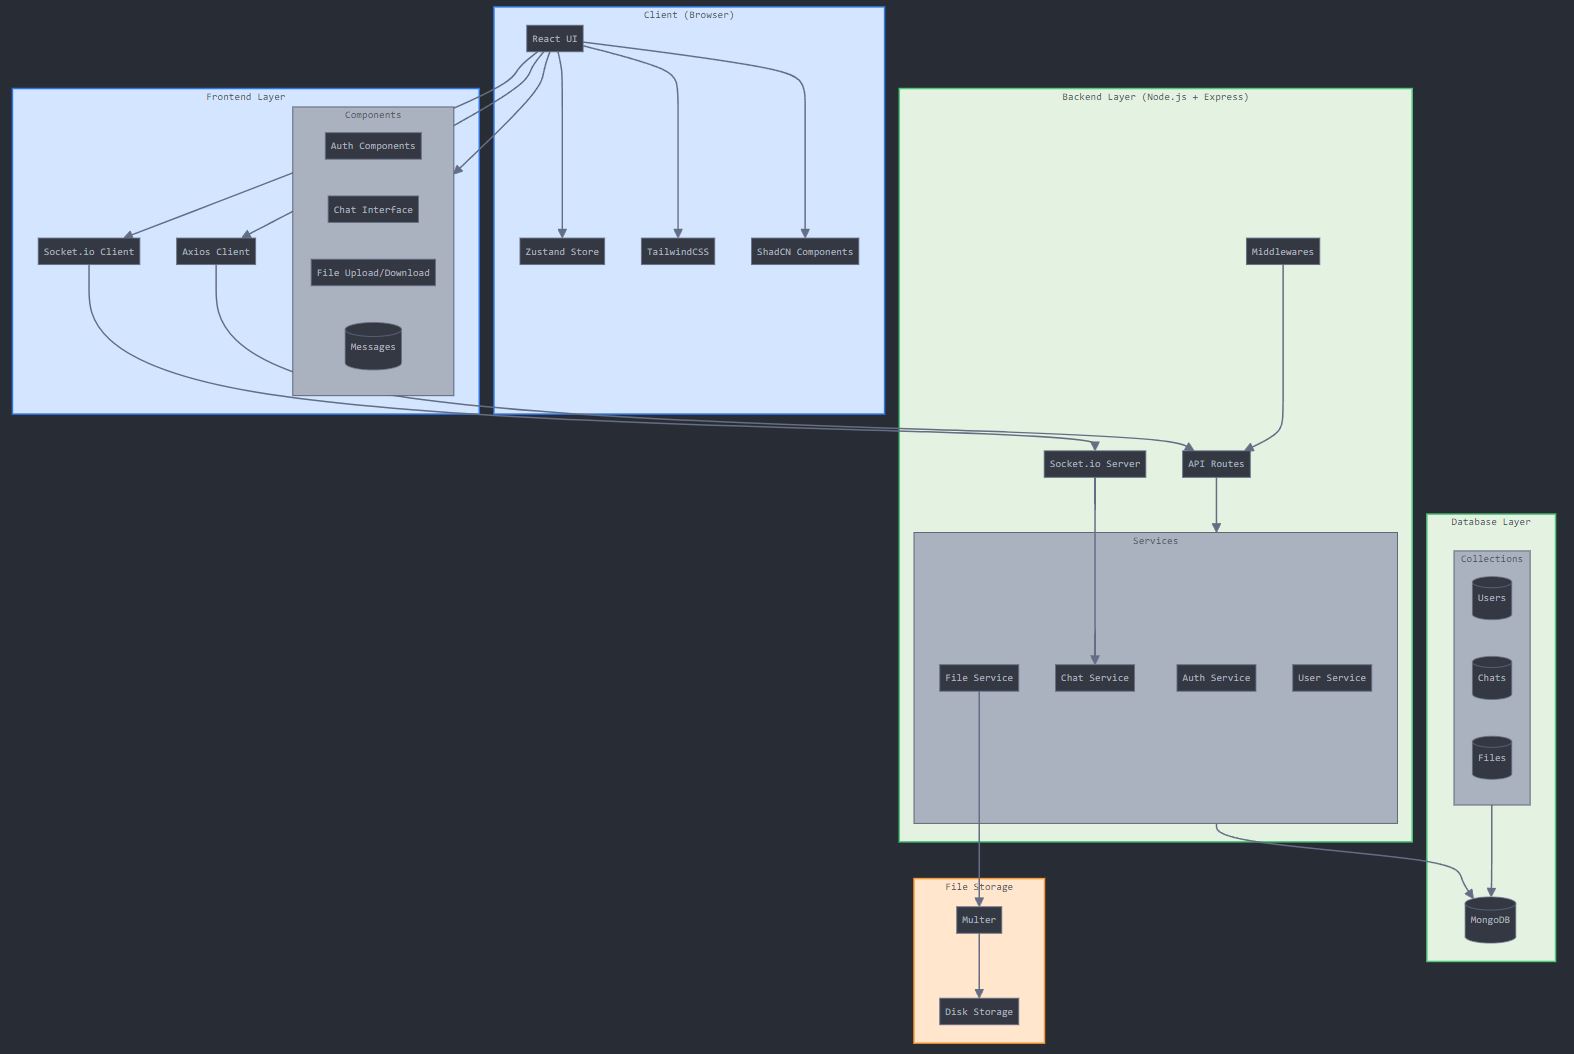 Client (Browser)
React UI
Zustand Store
TailwindCSS
ShadCN Components
Frontend Layer
Components
Auth Components
Chat Interface
File Upload/Download
Messages
Socket.io Client
Axios Client
Backend Layer (Node.js + Express)
Middlewares
Socket.io Server
API Routes
Services
File Service
Chat Service
Auth Service
User Service
Database Layer
Collections
Users
Chats
Files
MongoDB
File Storage
Multer
Disk Storage